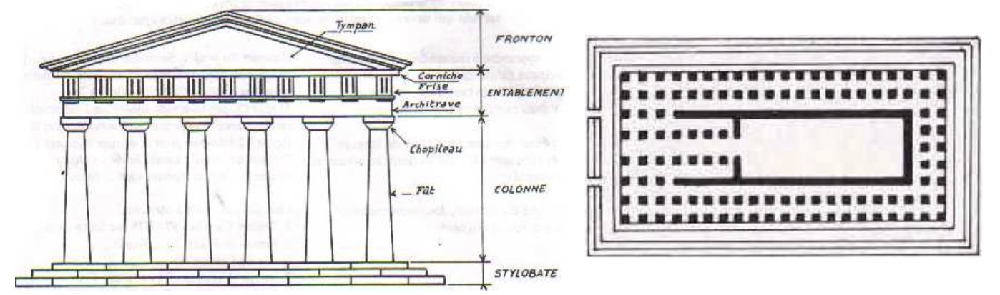 Tympan
FRONTON
Corniche
Frise
ENTABLEMENT
Architrave
Chapiteau
Fût
COLONNE
STYLOBATE